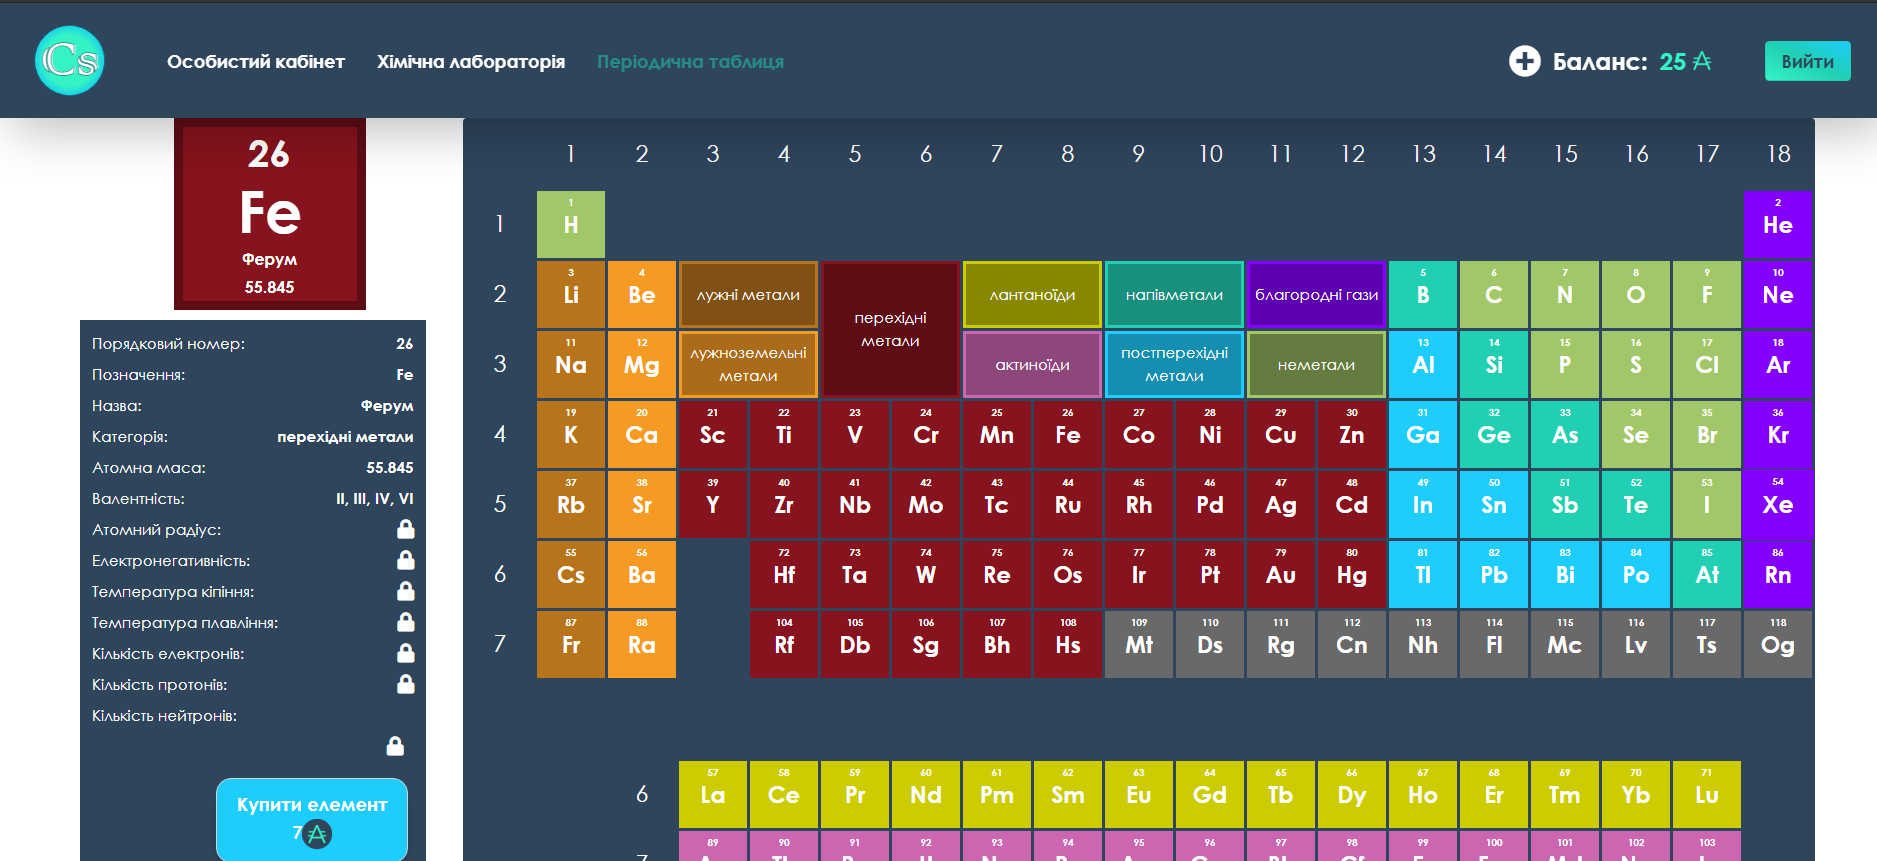 Cs Особистий кабінет Хімічна лабораторія Періодична таблиця Баланс: 25 Вийти
26
Fe
Ферум
55.845
Порядковий номер: 26
Позначення: Fe
Назва: Ферум
Категорія: перехідні метали
Атомна маса: 55.845
Валентність: II, III, IV, VI
Атомний радіус:
Електронегативність:
Температура кипіння:
Температура плавління:
Кількість електронів:
Кількість протонів:
Кількість нейтронів:
Купити елемент
7
1 2 3 4 5 6 7 8 9 10 11 12 13 14 15 16 17 18
1 2
1 H He
3 4 5 6 7 8 9 10
2 Li Be лужні метали перехідні метали лантаноїди напівметали благородні гази B C N O F Ne
11 12 13 14 15 16 17 18
3 Na Mg лужноземельні метали актиноїди постперехідні метали неметали Al Si P S Cl Ar
19 20 21 22 23 24 25 26 27 28 29 30 31 32 33 34 35 36
4 K Ca Sc Ti V Cr Mn Fe Co Ni Cu Zn Ga Ge As Se Br Kr
37 38 39 40 41 42 43 44 45 46 47 48 49 50 51 52 53 54
5 Rb Sr Y Zr Nb Mo Tc Ru Rh Pd Ag Cd In Sn Sb Te I Xe
55 56 72 73 74 75 76 77 78 79 80 81 82 83 84 85 86
6 Cs Ba Hf Ta W Re Os Ir Pt Au Hg Tl Pb Bi Po At Rn
87 88 104 105 106 107 108 109 110 111 112 113 114 115 116 117 118
7 Fr Ra Rf Db Sg Bh Hs Mt Ds Rg Cn Nh Fl Mc Lv Ts Og
57 58 59 60 61 62 63 64 65 66 67 68 69 70 71
6 La Ce Pr Nd Pm Sm Eu Gd Tb Dy Ho Er Tm Yb Lu
89 90 91 92 93 94 95 96 97 98 99 100 101 102 103